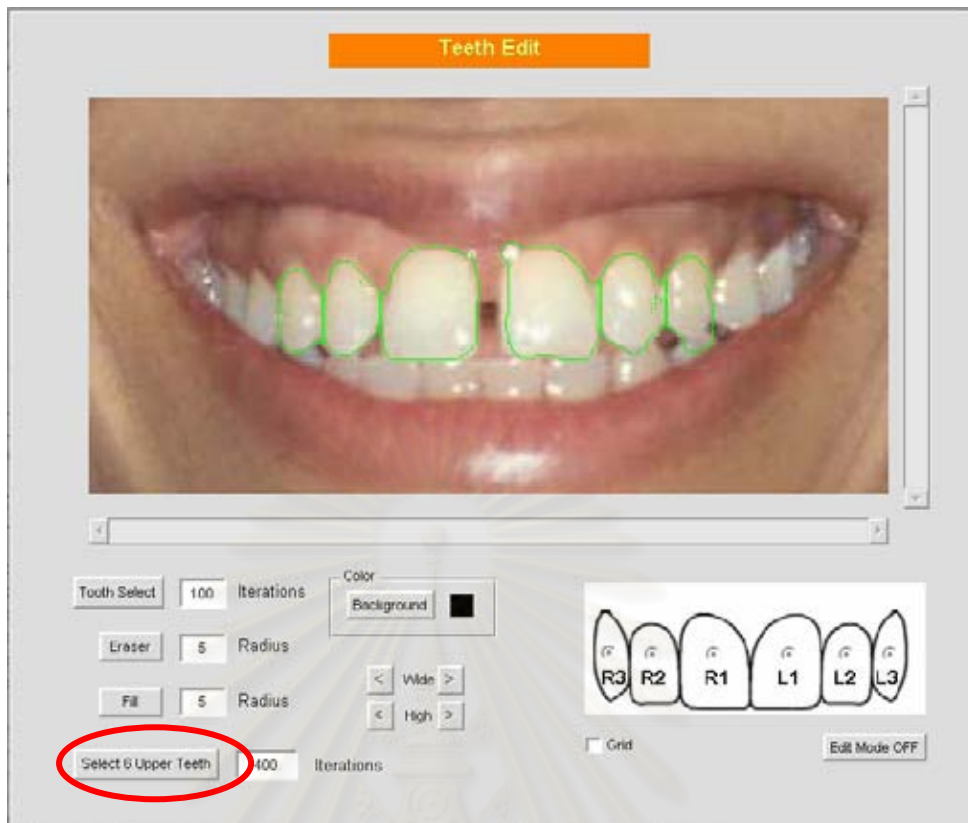 Teeth Edit
Tooth Select 100 Iterations
Color
Background
Eraser 5 Radius
< Wide >
Fill 5 Radius
< High >
R3 R2 R1 L1 L2 L3
Grid
Edit Mode OFF
Select 6 Upper Teeth 400 Iterations